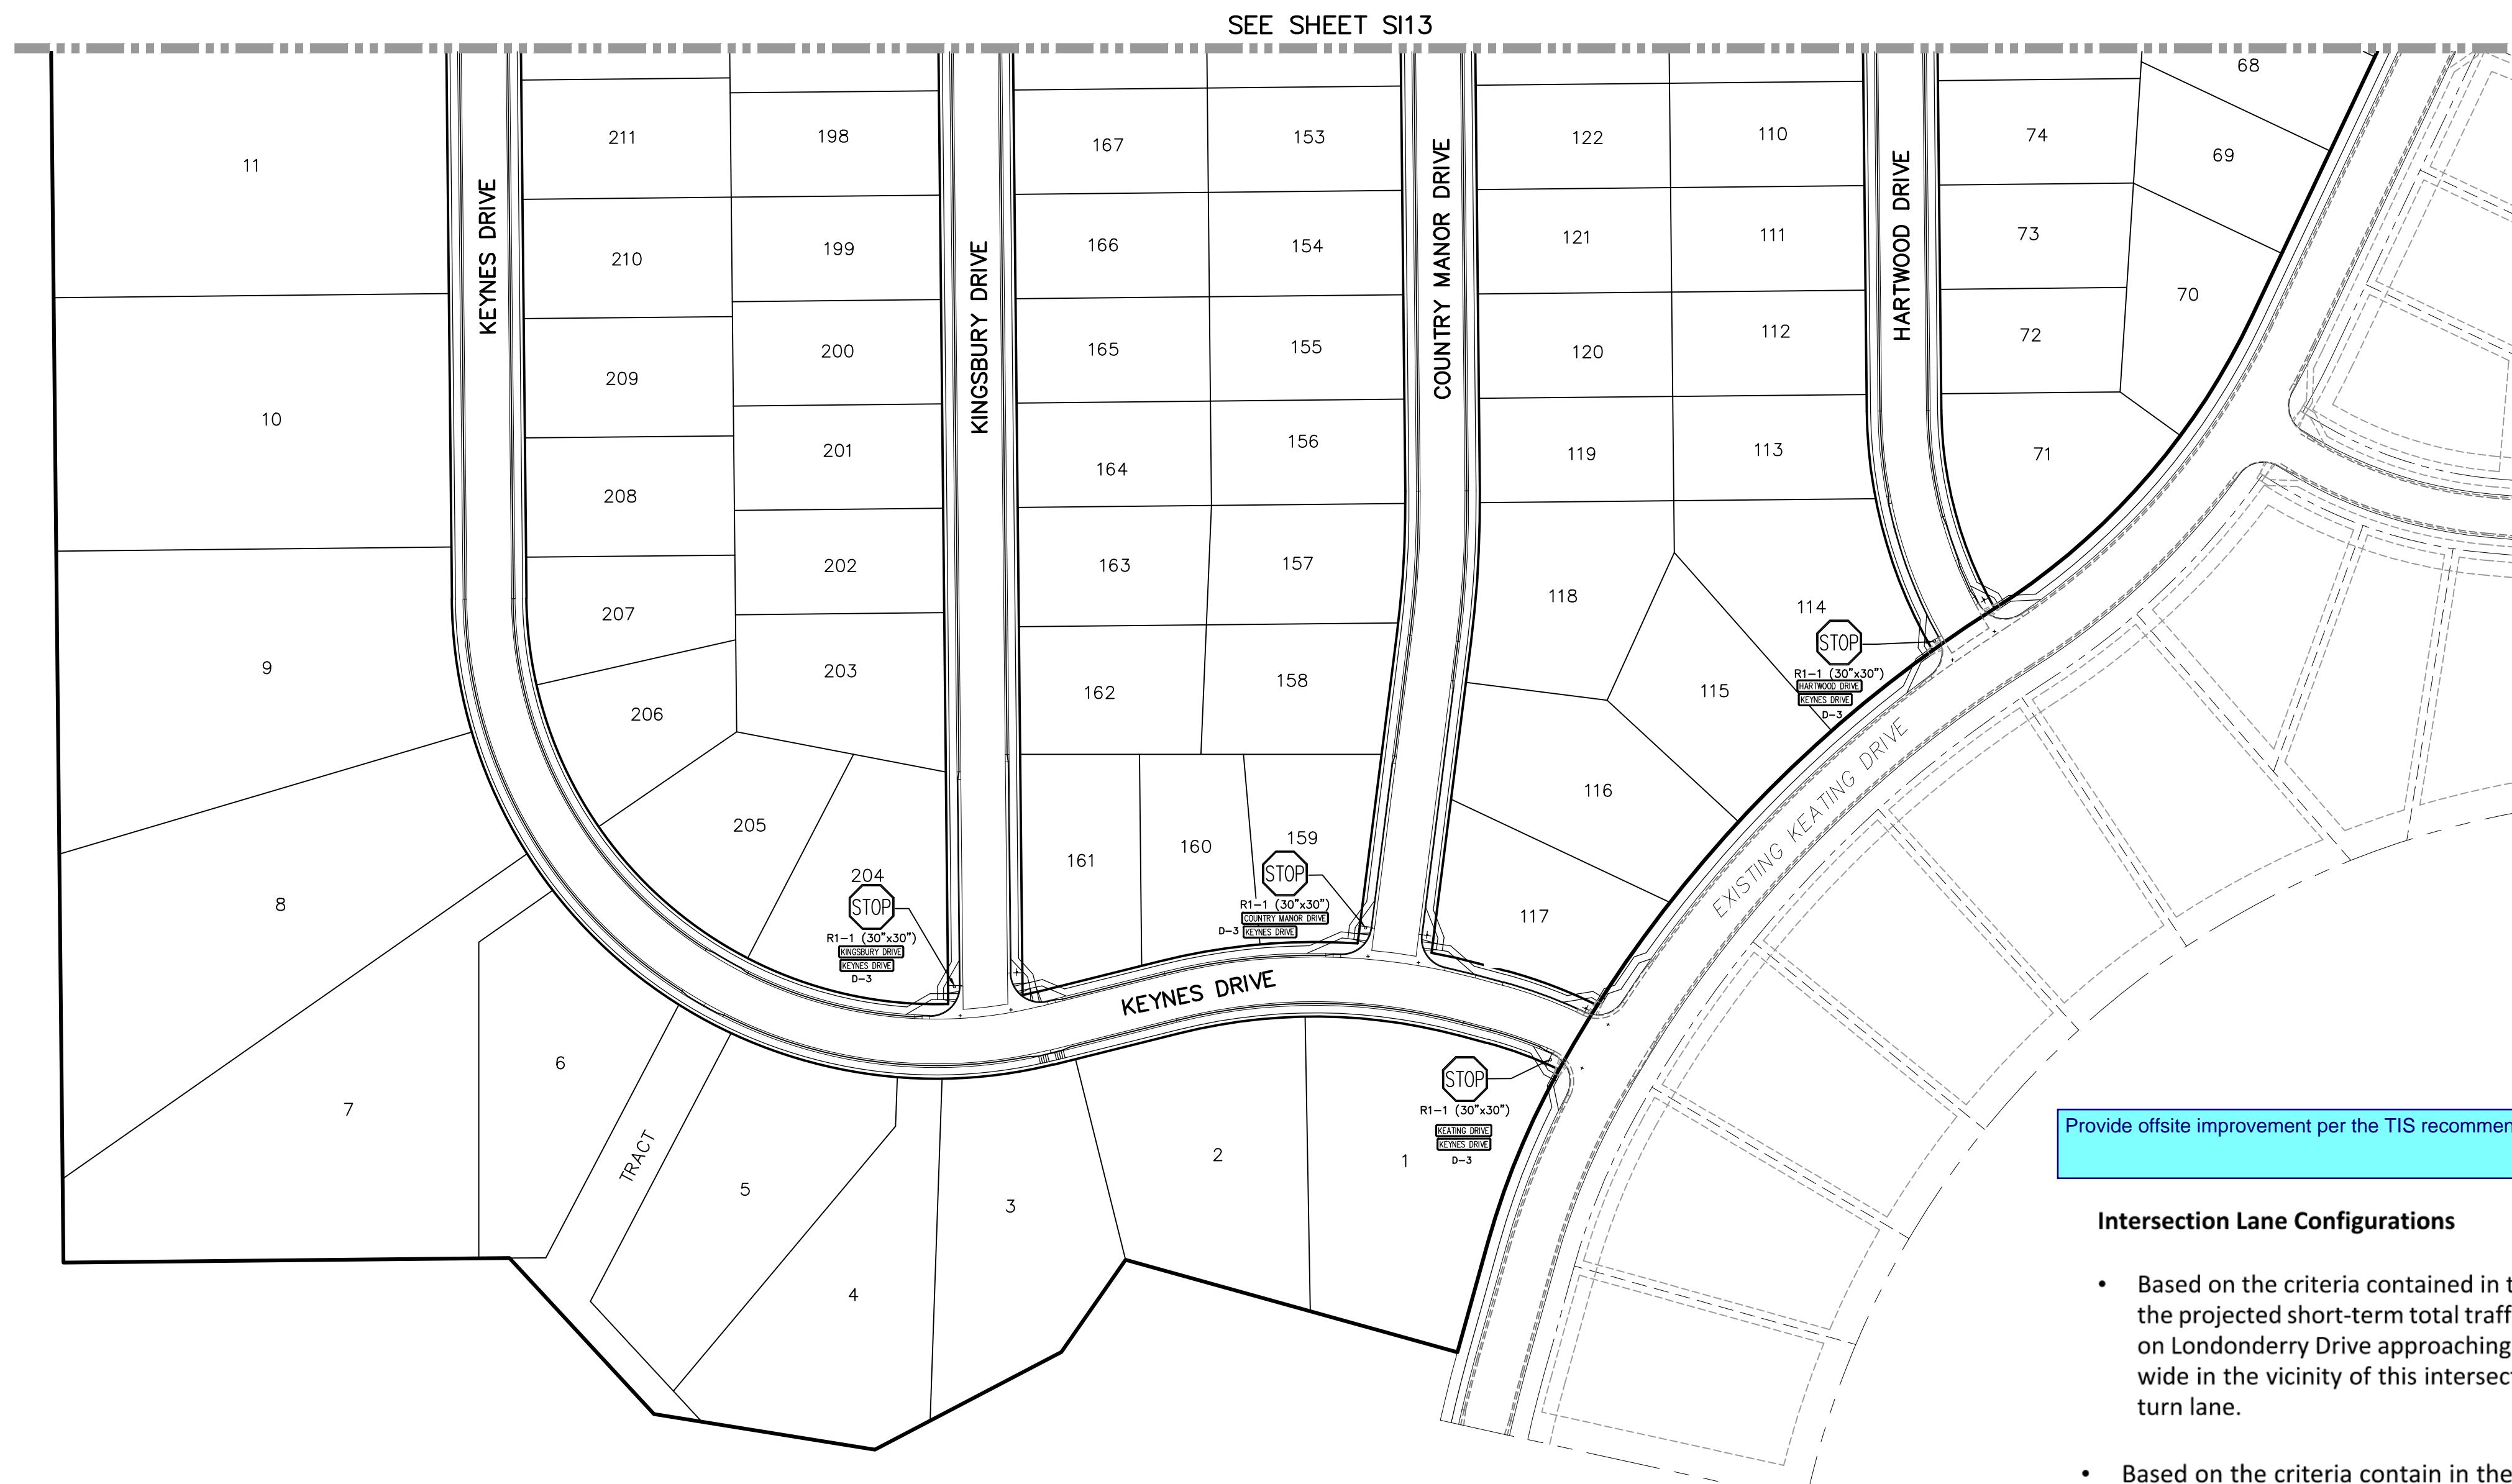 SEE SHEET SI13
68
11
211
198
167
153
122
110
74
69
KEYNES DRIVE
KINGSBURY DRIVE
COUNTRY MANOR DRIVE
HARTWOOD DRIVE
210
199
166
154
121
111
73
70
10
209
200
165
155
120
112
72
208
201
164
156
119
113
71
9
207
202
163
157
118
114
STOP
R1-1 (30"x30")
HARTWOOD DRIVE
KEYNES DRIVE
D-3
206
203
162
158
115
EXISTING KEATING DRIVE
8
205
204
STOP
R1-1 (30"x30")
KINGSBURY DRIVE
KEYNES DRIVE
D-3
161
160
159
STOP
R1-1 (30"x30")
COUNTRY MANOR DRIVE
D-3 KEYNES DRIVE
116
117
KEYNES DRIVE
7
6
TRACT
5
4
3
2
1
STOP
R1-1 (30"x30")
KEATING DRIVE
KEYNES DRIVE
D-3
Provide offsite improvement per the TIS recommen
Intersection Lane Configurations
• Based on the criteria contained in t
the projected short-term total traff
on Londonderry Drive approaching
wide in the vicinity of this intersect
turn lane.
• Based on the criteria contain in the